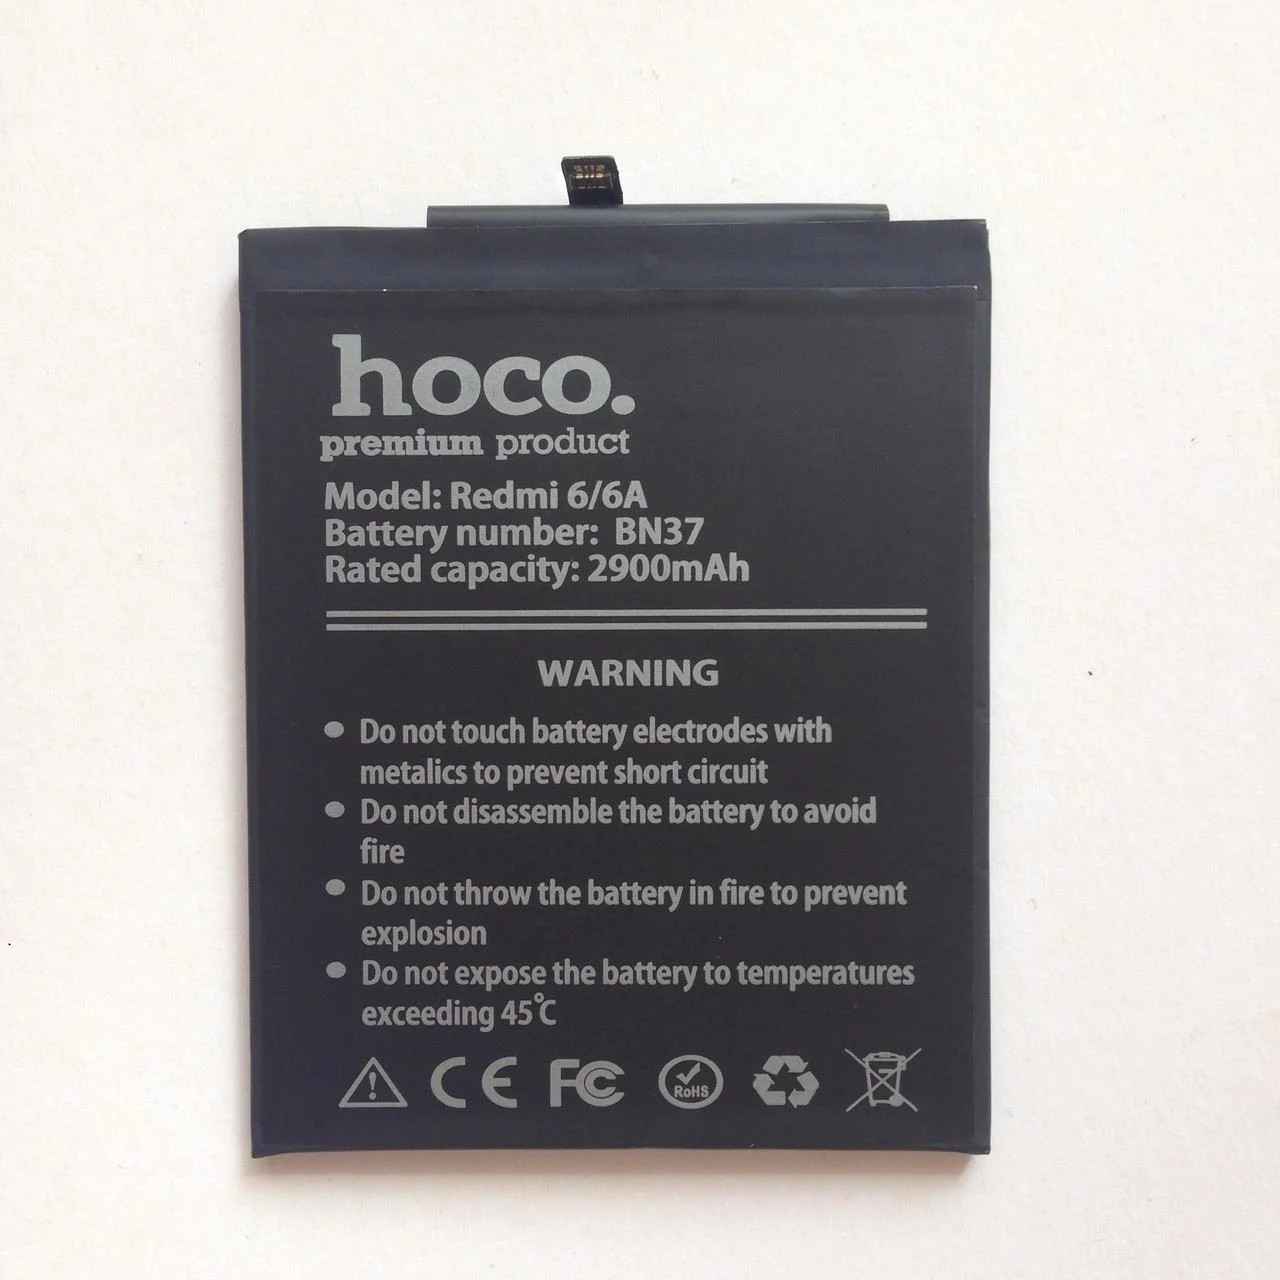 hoco.
premium product
Model: Redmi 6/6A
Battery number: BN37
Rated capacity: 2900mAh
WARNING
• Do not touch battery electrodes with
metalics to prevent short circuit
• Do not disassemble the battery to avoid
fire
• Do not throw the battery in fire to prevent
explosion
• Do not expose the battery to temperatures
exceeding 45℃
CE FC RoHS